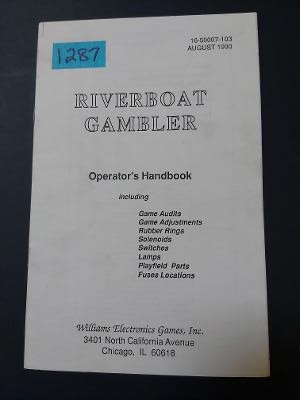 16-50007-103
AUGUST 1990
1287
RIVERBOAT
GAMBLER
Operator's Handbook
including
Game Audits
Game Adjustments
Rubber Rings
Solenoids
Switches
Lamps
Playfield Parts
Fuses Locations
Williams Electronics Games, Inc.
3401 North California Avenue
Chicago, IL 60618